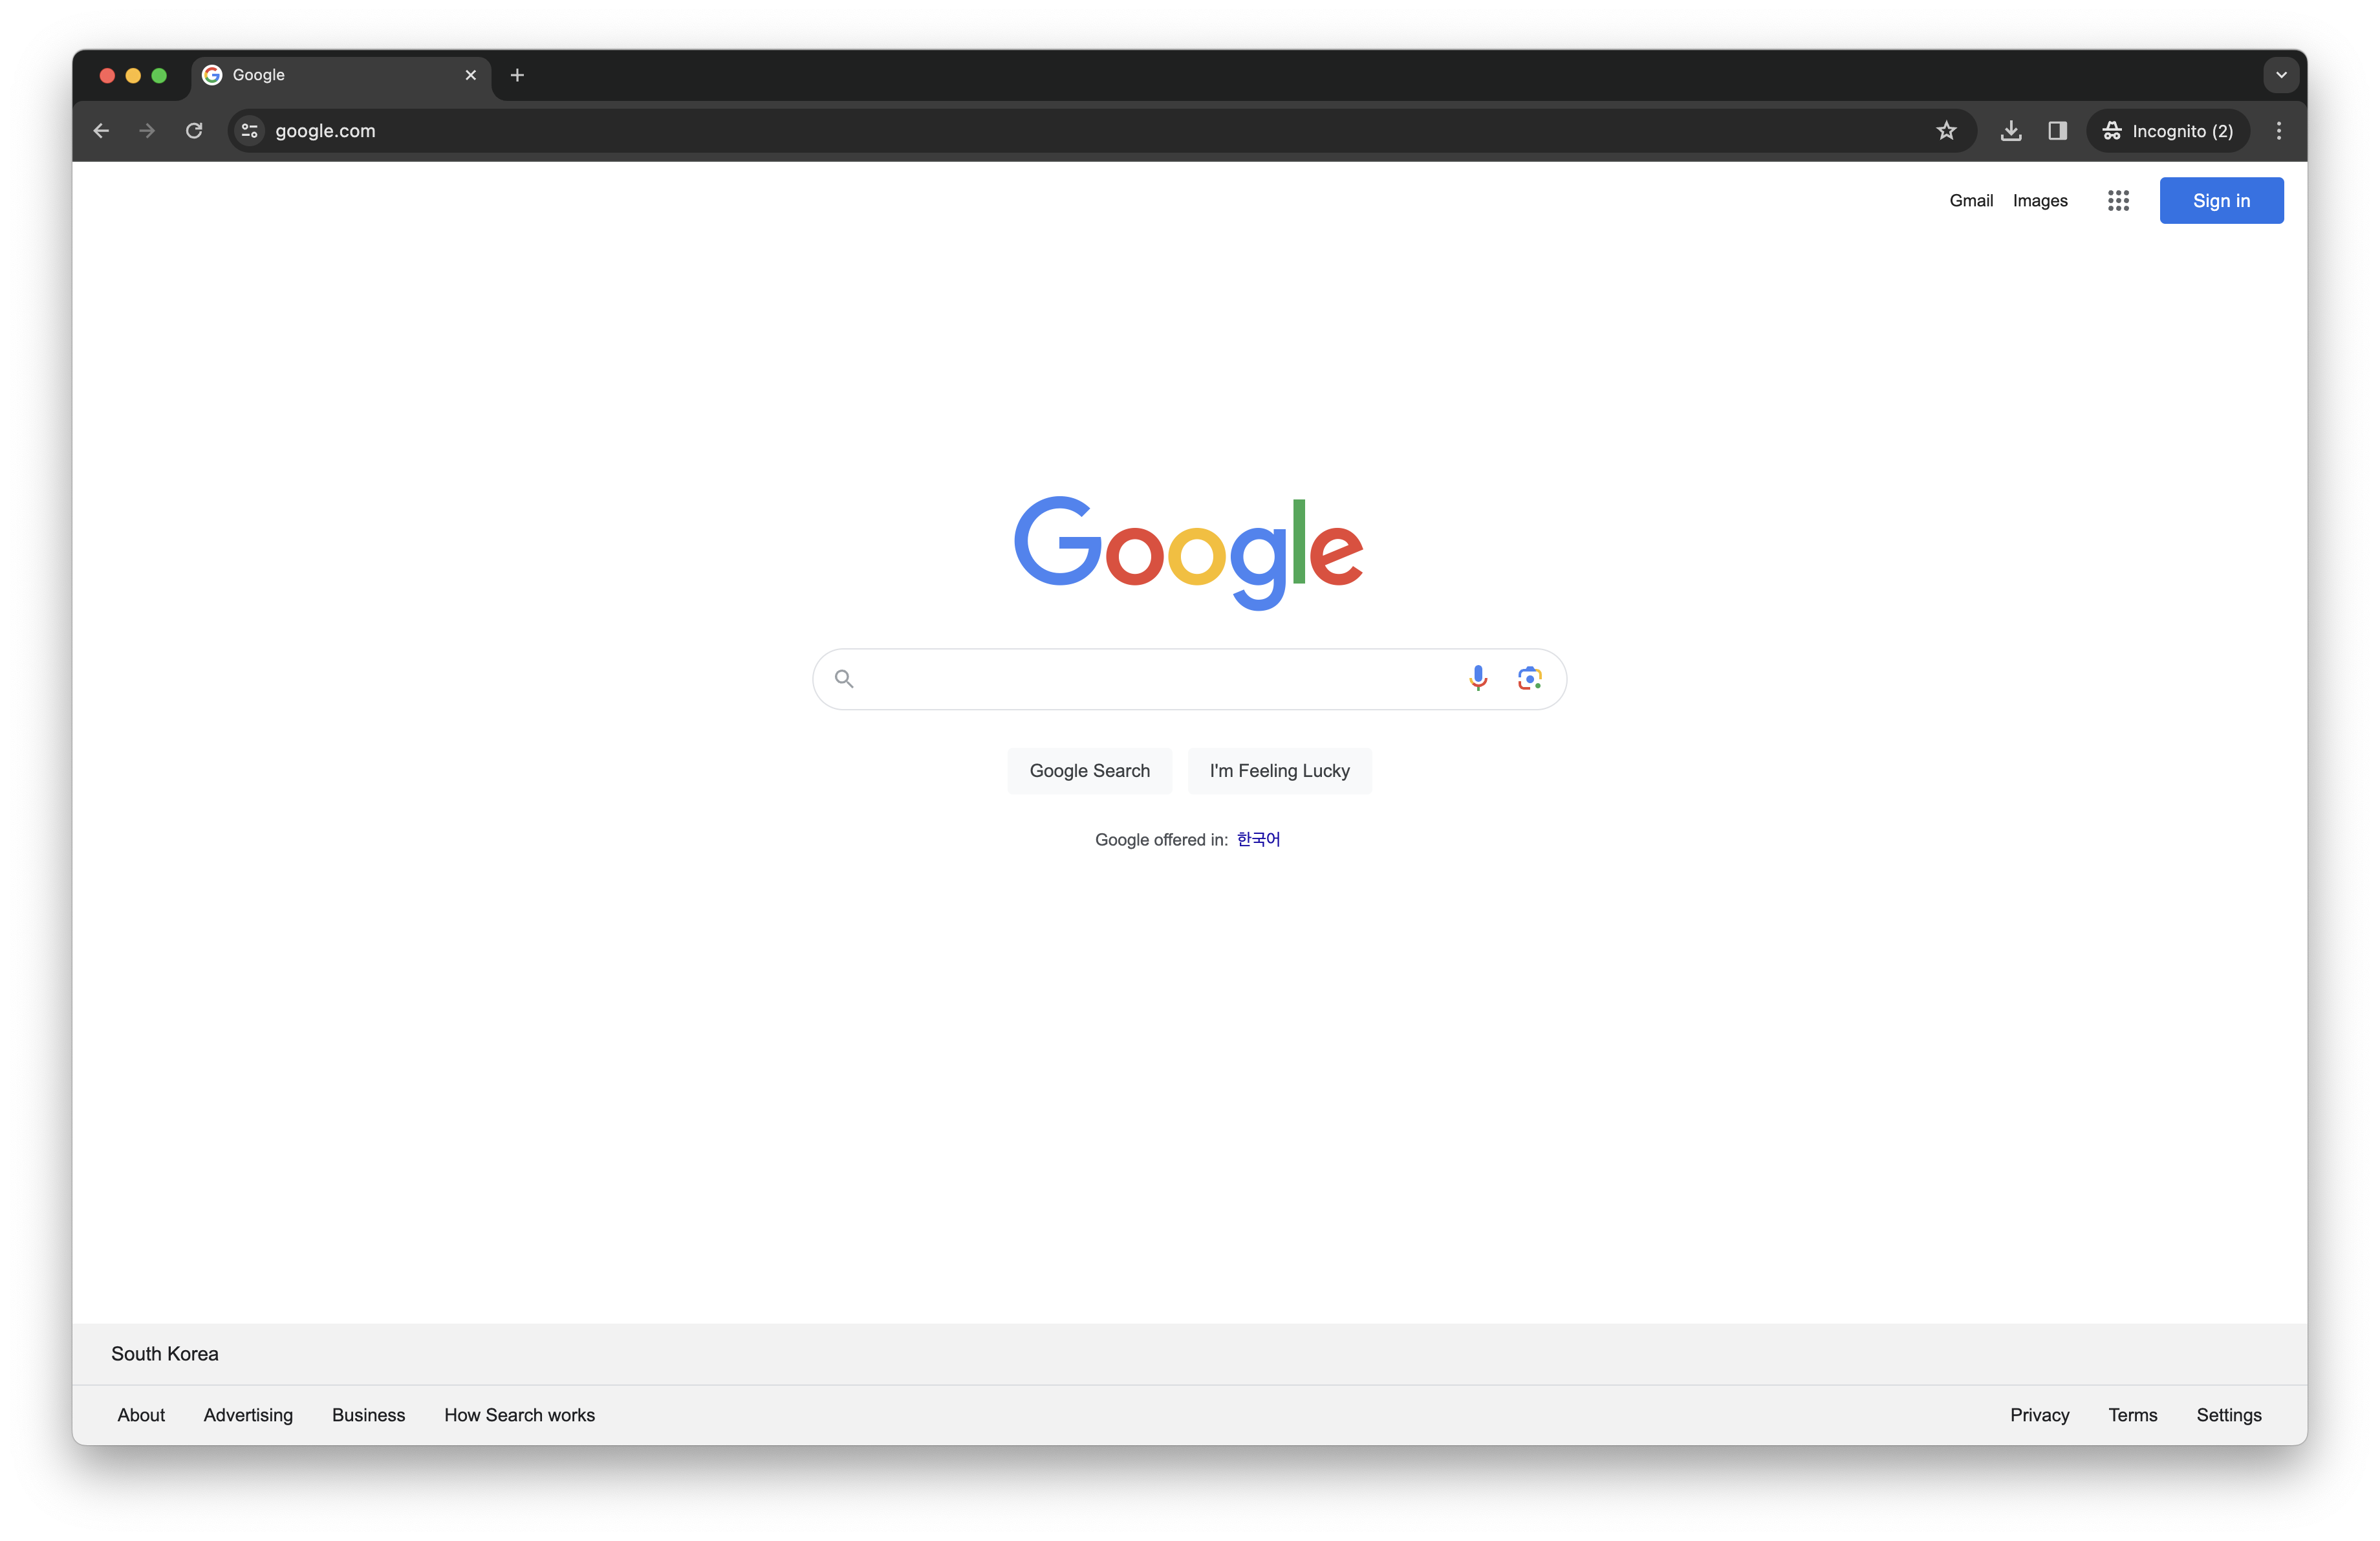 Google
google.com
Incognito (2)
Gmail Images Sign in
Google
Google Search I'm Feeling Lucky
Google offered in: 한국어
South Korea
About Advertising Business How Search works Privacy Terms Settings